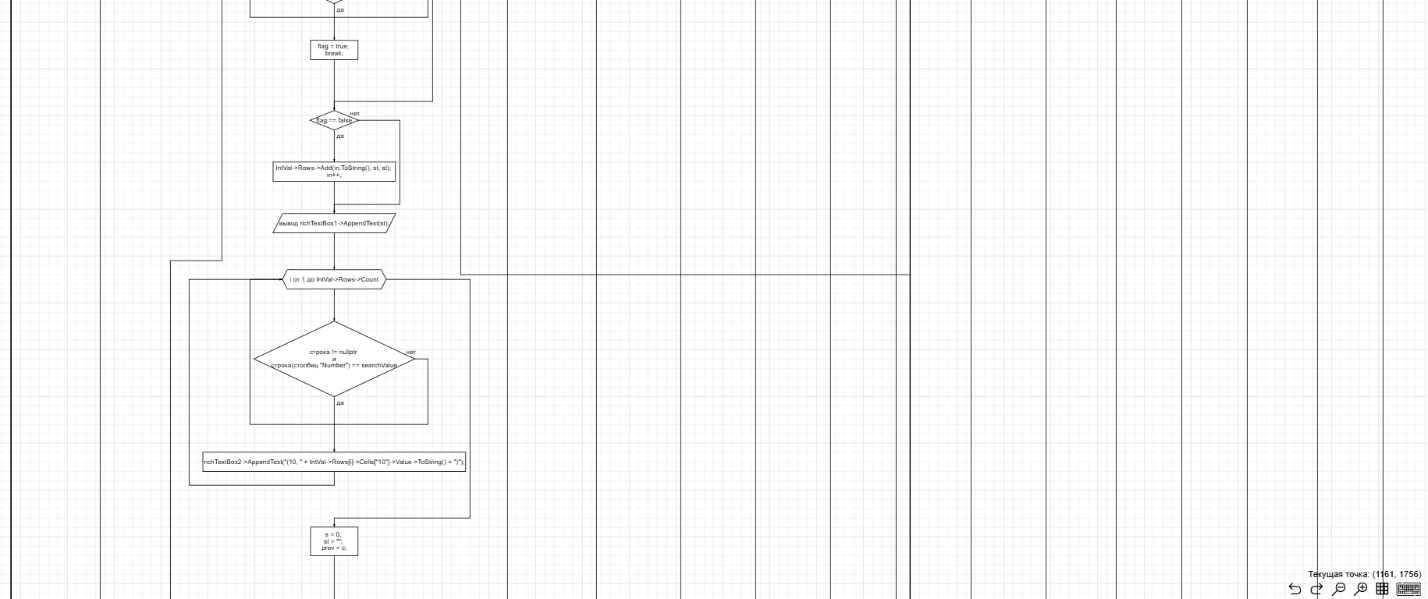 да
flag = true;
break;
нет
flag == false
да
IntVal->Rows->Add(in.ToString(), st, st);
in++;
вывод richTextBox1->AppendText(st);
i от 1 до IntVal->Rows->Count
нет
строка != nullptr
и
строка(столбец "Number") == searchValue
да
richTextBox2->AppendText("(10, " + IntVal->Rows[i]->Cells["10"]->Value->ToString() + ")");
s = 0;
st = "";
prev = c;
Текущая точка: (1161, 1756)